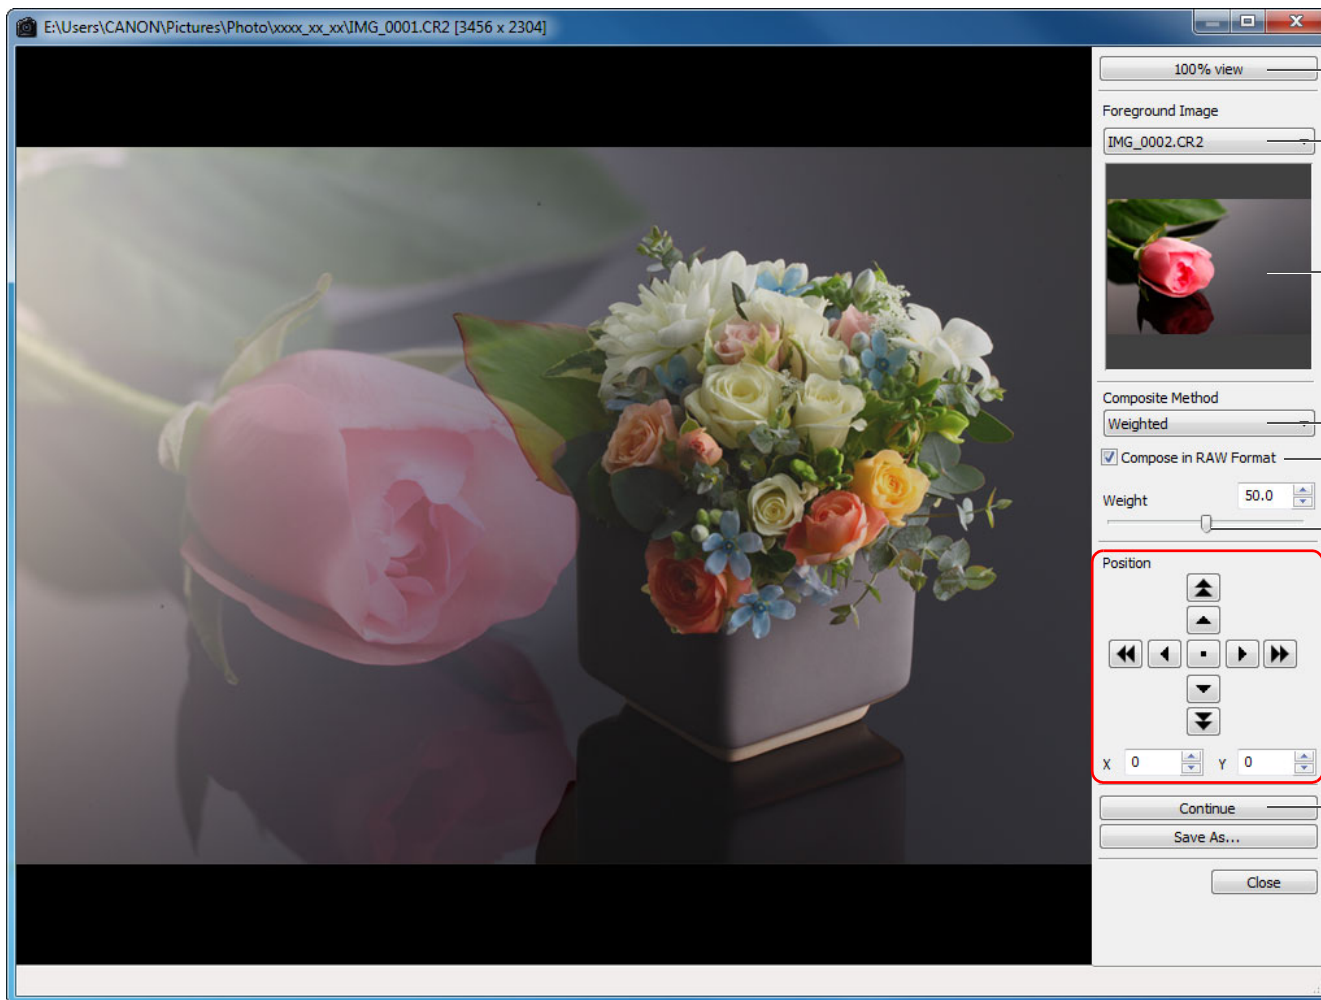 E:\Users\CANON\Pictures\Photo\xxxx_xx_xx\IMG_0001.CR2 [3456 x 2304]
100% view
Foreground Image
IMG_0002.CR2
Composite Method
Weighted
Compose in RAW Format
Weight 50.0
Position
X 0 Y 0
Continue
Save As...
Close